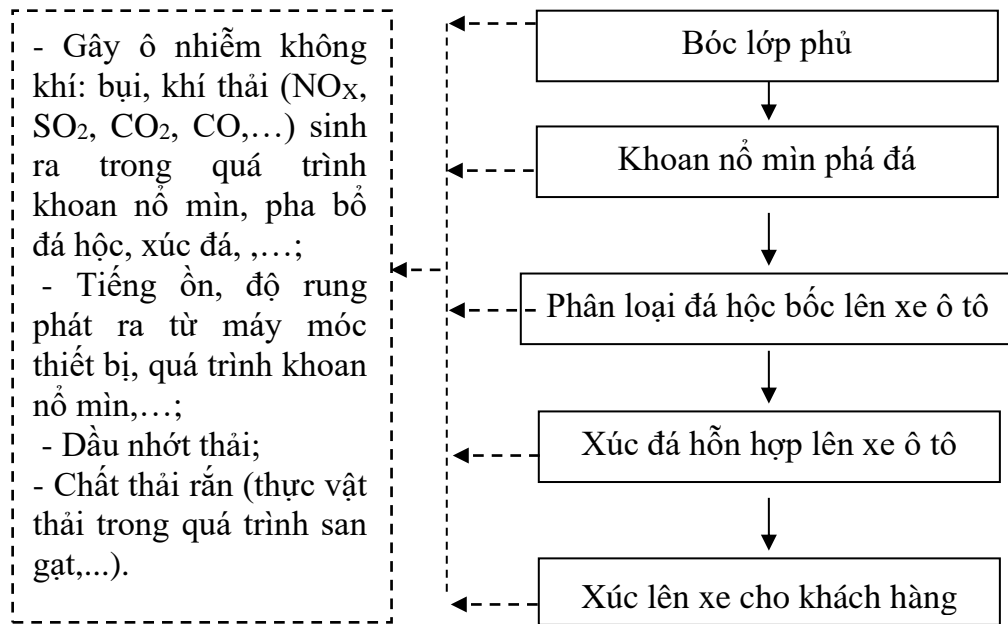 - Gây ô nhiễm không
khí: bụi, khí thải (NOX,
SO₂, CO₂, CO,…) sinh
ra trong quá trình
khoan nổ mìn, pha bổ
đá hộc, xúc đá, ,…;
- Tiếng ồn, độ rung
phát ra từ máy móc
thiết bị, quá trình khoan
nổ mìn,…;
- Dầu nhớt thải;
- Chất thải rắn (thực vật
thải trong quá trình san
gạt,...).
Bóc lớp phủ
Khoan nổ mìn phá đá
Phân loại đá hộc bốc lên xe ô tô
Xúc đá hỗn hợp lên xe ô tô
Xúc lên xe cho khách hàng